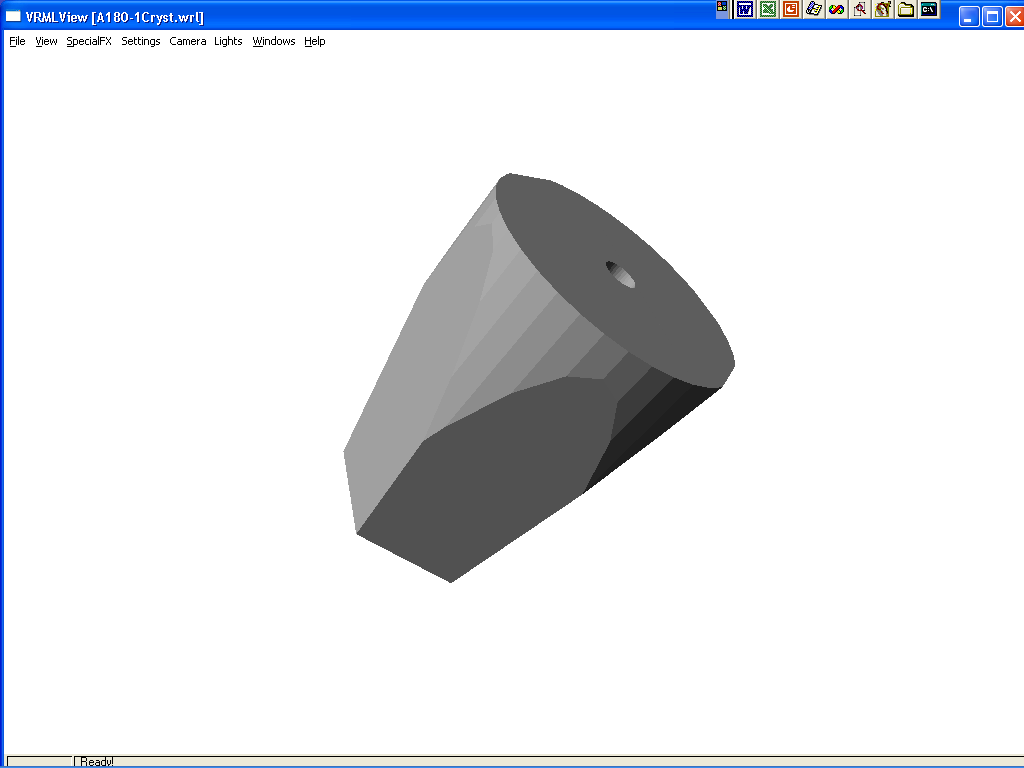 VRMLView [A180-1Cryst.wrl]
File View SpecialFX Settings Camera Lights Windows Help
Ready!